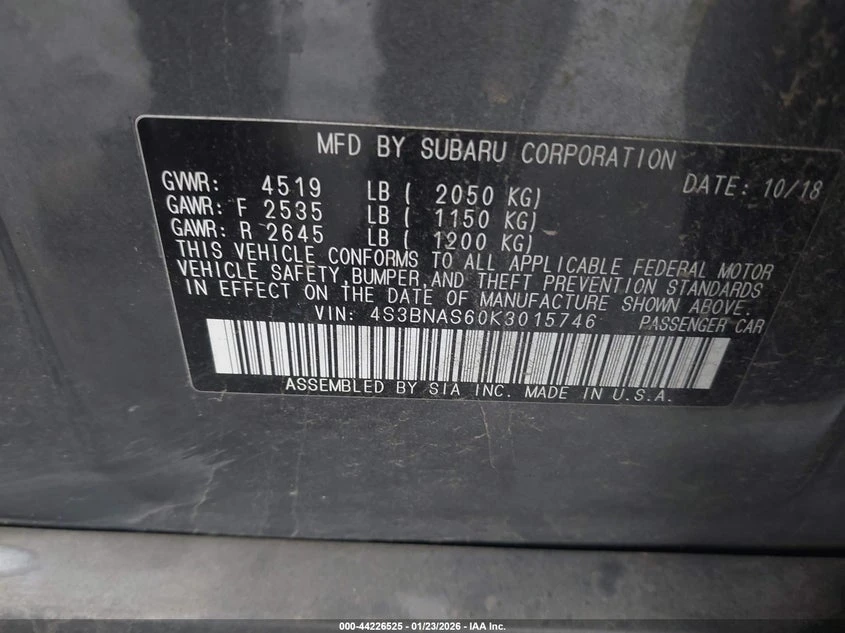 MFD BY SUBARU CORPORATION
DATE: 10/18
GVWR: 4519 LB ( 2050 KG)
GAWR: F 2535 LB ( 1150 KG)
GAWR: R 2645 LB ( 1200 KG)
THIS VEHICLE CONFORMS TO ALL APPLICABLE FEDERAL MOTOR
VEHICLE SAFETY, BUMPER, AND THEFT PREVENTION STANDARDS
IN EFFECT ON THE DATE OF MANUFACTURE SHOWN ABOVE.
VIN: 4S3BNAS60K3015746 PASSENGER CAR
ASSEMBLED BY SIA INC. MADE IN U.S.A.
000-44226525 - 01/23/2026 - IAA Inc.